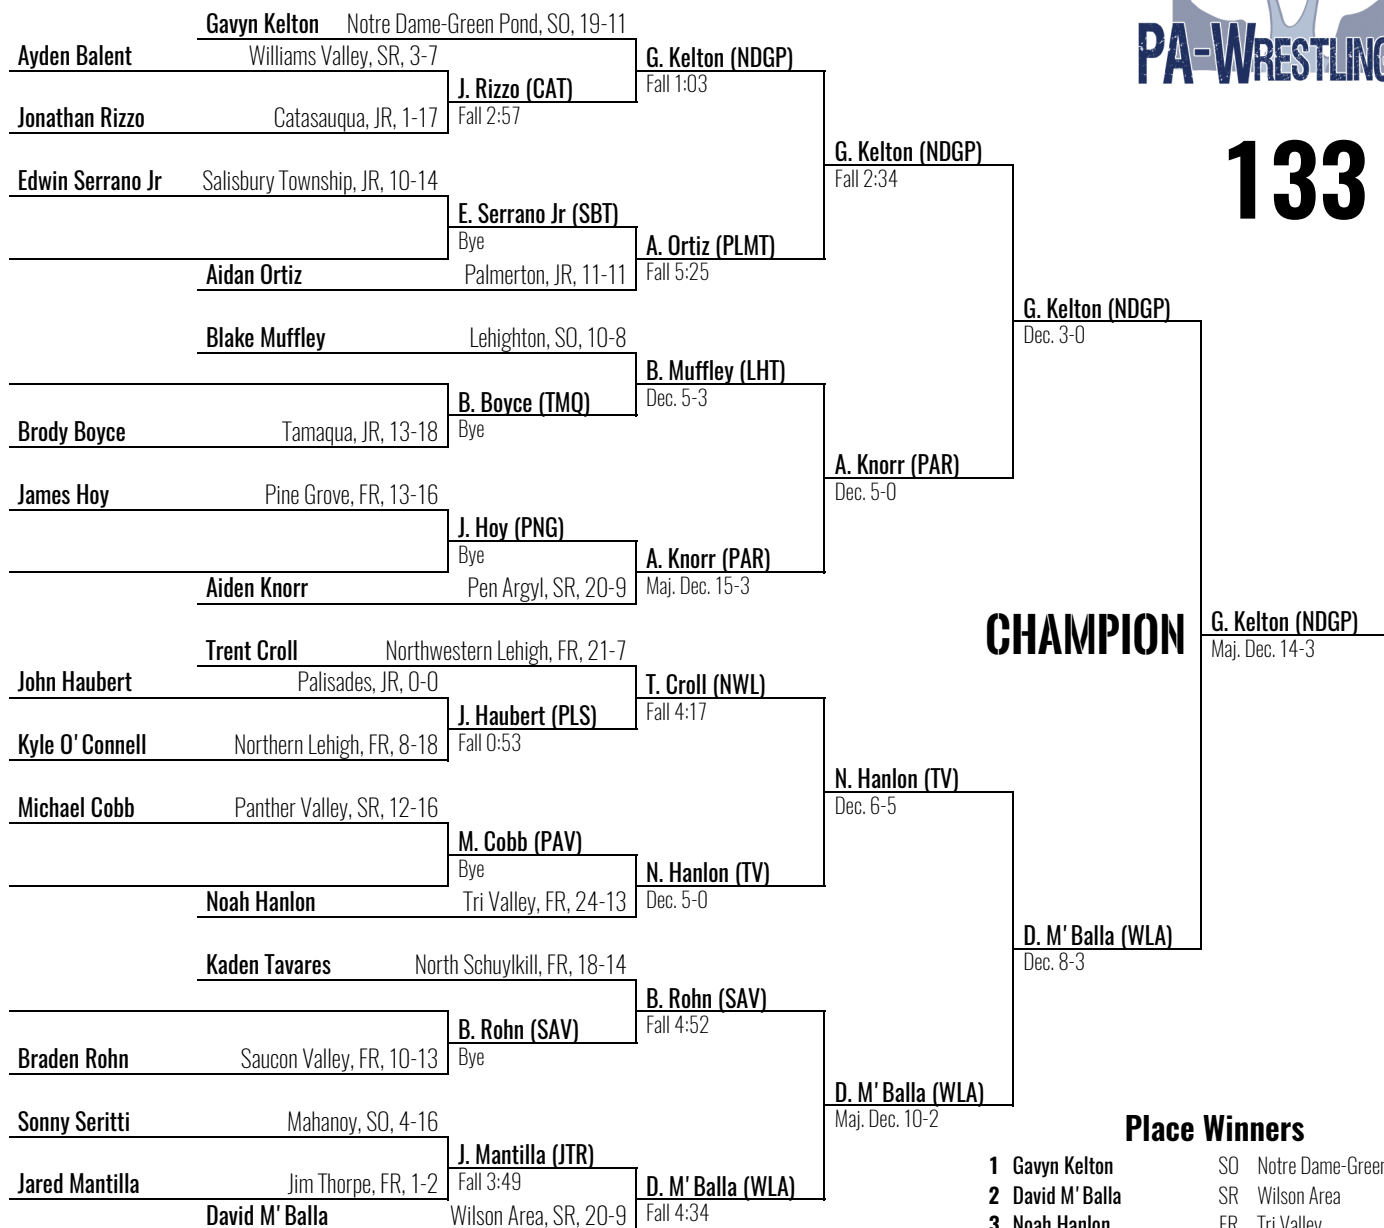 Gavyn Kelton Notre Dame-Green Pond, SO, 19-11
Ayden Balent Williams Valley, SR, 3-7
G. Kelton (NDGP)
Fall 1:03
J. Rizzo (CAT)
Fall 2:57
Jonathan Rizzo Catasauqua, JR, 1-17
PA-WRESTLING
133
G. Kelton (NDGP)
Fall 2:34
Edwin Serrano Jr Salisbury Township, JR, 10-14
E. Serrano Jr (SBT)
Bye
A. Ortiz (PLMT)
Fall 5:25
Aidan Ortiz Palmerton, JR, 11-11
G. Kelton (NDGP)
Dec. 3-0
Blake Muffley Lehighton, SO, 10-8
B. Muffley (LHT)
Dec. 5-3
B. Boyce (TMQ)
Bye
Brody Boyce Tamaqua, JR, 13-18
A. Knorr (PAR)
Dec. 5-0
James Hoy Pine Grove, FR, 13-16
J. Hoy (PNG)
Bye
A. Knorr (PAR)
Maj. Dec. 15-3
Aiden Knorr Pen Argyl, SR, 20-9
CHAMPION
G. Kelton (NDGP)
Maj. Dec. 14-3
Trent Croll Northwestern Lehigh, FR, 21-7
John Haubert Palisades, JR, 0-0
T. Croll (NWL)
Fall 4:17
J. Haubert (PLS)
Fall 0:53
Kyle O'Connell Northern Lehigh, FR, 8-18
N. Hanlon (TV)
Dec. 6-5
Michael Cobb Panther Valley, SR, 12-16
M. Cobb (PAV)
Bye
N. Hanlon (TV)
Dec. 5-0
Noah Hanlon Tri Valley, FR, 24-13
D. M'Balla (WLA)
Dec. 8-3
Kaden Tavares North Schuylkill, FR, 18-14
B. Rohn (SAV)
Fall 4:52
B. Rohn (SAV)
Bye
Braden Rohn Saucon Valley, FR, 10-13
D. M'Balla (WLA)
Maj. Dec. 10-2
Sonny Seritti Mahanoy, SO, 4-16
J. Mantilla (JTR)
Fall 3:49
Jared Mantilla Jim Thorpe, FR, 1-2
D. M'Balla (WLA)
Fall 4:34
David M'Balla Wilson Area, SR, 20-9
Place Winners
1 Gavyn Kelton SO Notre Dame-Green
2 David M'Balla SR Wilson Area
3 Noah Hanlon FR Tri Valley